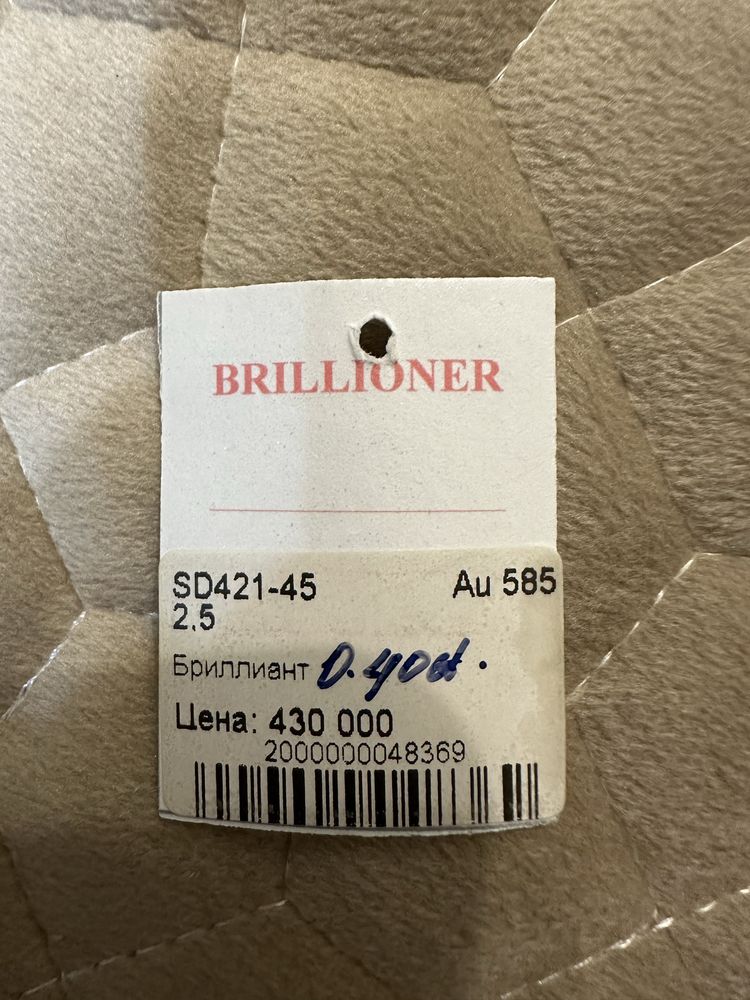 BRILLIONER
SD421-45 Au 585
2.5
Бриллиант 0.40ct.
Цена: 430 000
2000000048369